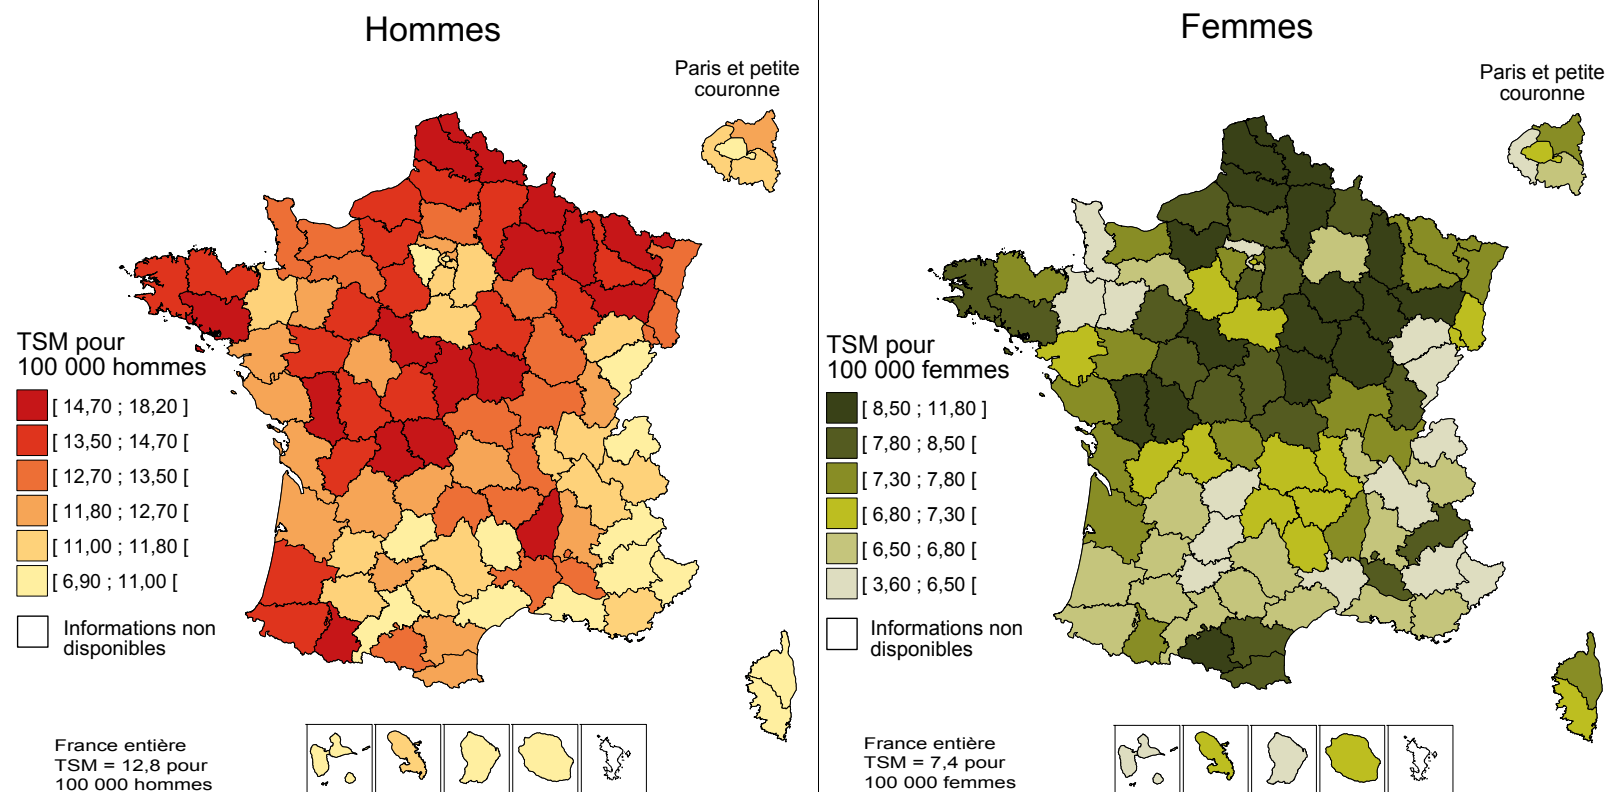 Hommes
Paris et petite
couronne
TSM pour
100 000 hommes
[ 14,70 ; 18,20 ]
[ 13,50 ; 14,70 [
[ 12,70 ; 13,50 [
[ 11,80 ; 12,70 [
[ 11,00 ; 11,80 [
[ 6,90 ; 11,00 [
Informations non
disponibles
France entière
TSM = 12,8 pour
100 000 hommes
Femmes
Paris et petite
couronne
TSM pour
100 000 femmes
[ 8,50 ; 11,80 ]
[ 7,80 ; 8,50 [
[ 7,30 ; 7,80 [
[ 6,80 ; 7,30 [
[ 6,50 ; 6,80 [
[ 3,60 ; 6,50 [
Informations non
disponibles
France entière
TSM = 7,4 pour
100 000 femmes